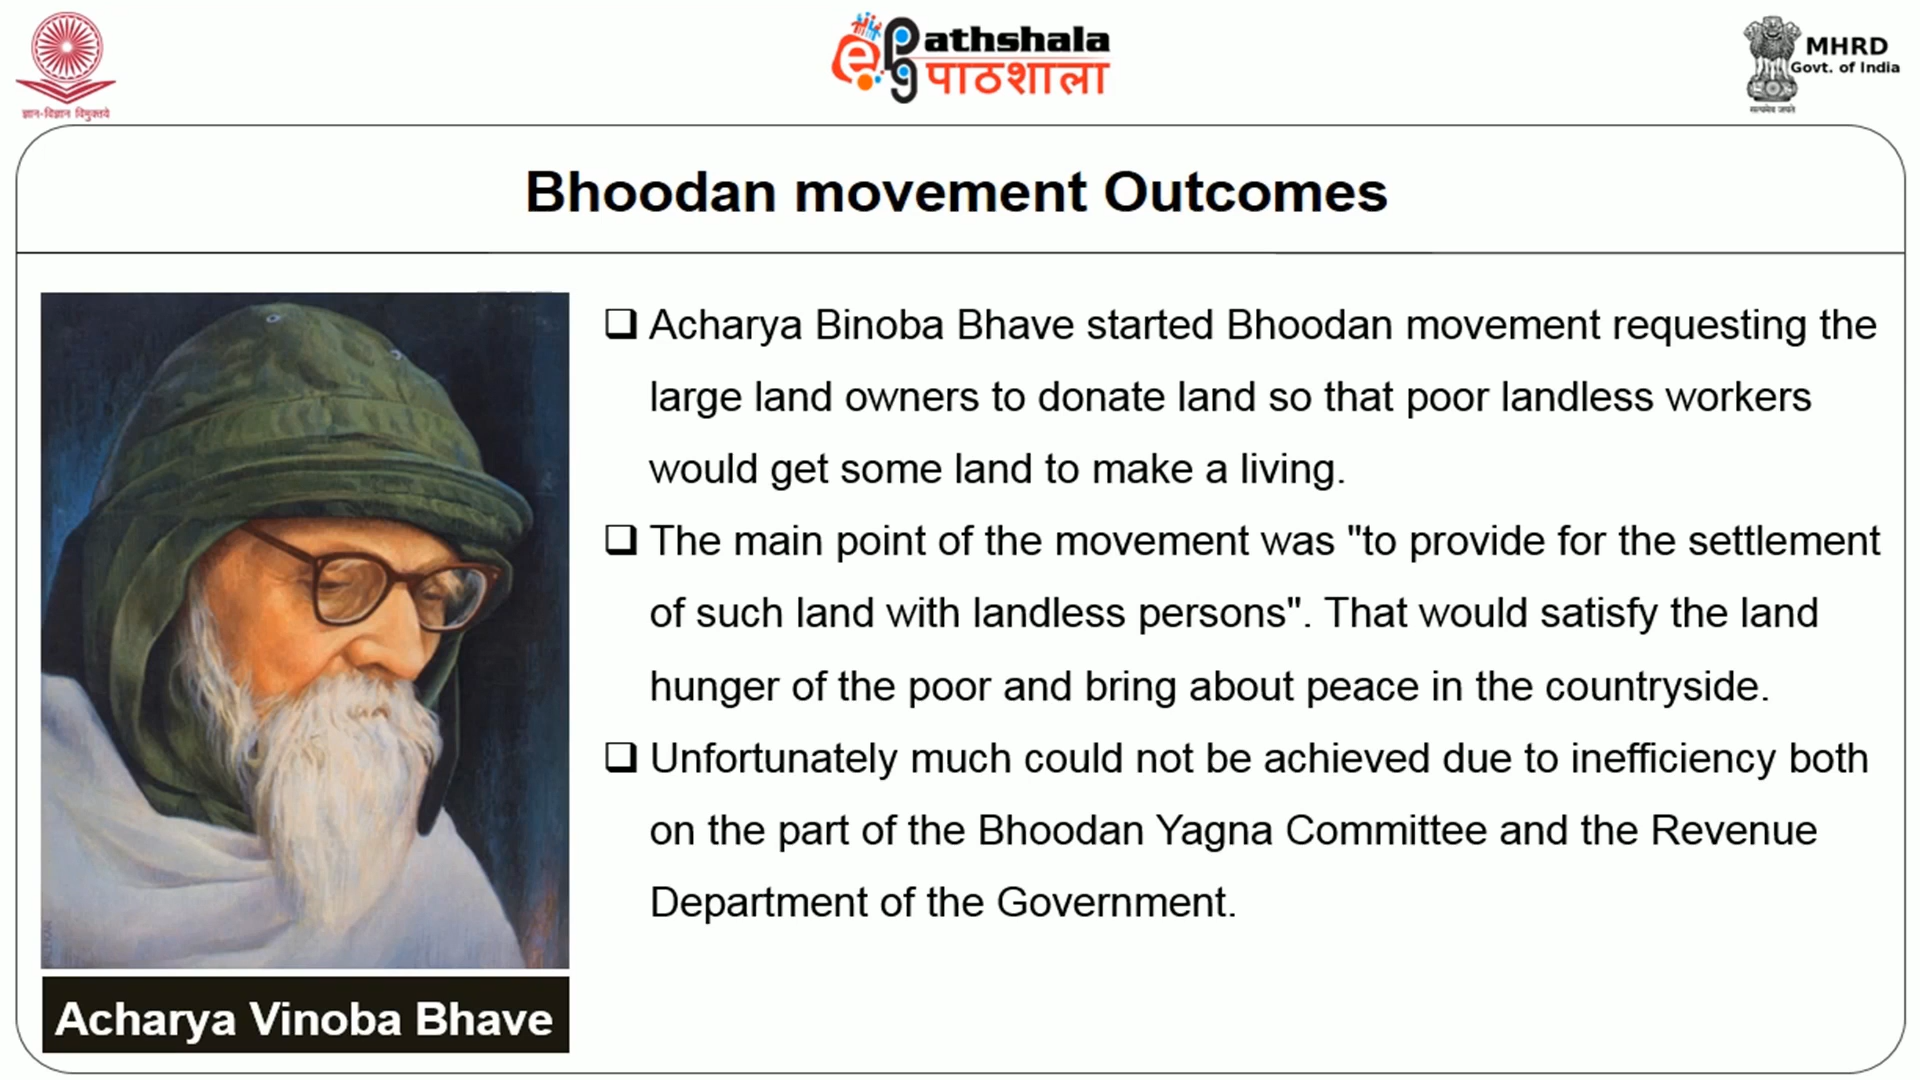 ज्ञान-विज्ञान विमुक्तये
e pg Pathshala
पाठशाला
MHRD
Govt. of India
सत्यमेव जयते
Bhoodan movement Outcomes
Acharya Binoba Bhave started Bhoodan movement requesting the
large land owners to donate land so that poor landless workers
would get some land to make a living.
The main point of the movement was "to provide for the settlement
of such land with landless persons". That would satisfy the land
hunger of the poor and bring about peace in the countryside.
Unfortunately much could not be achieved due to inefficiency both
on the part of the Bhoodan Yagna Committee and the Revenue
Department of the Government.
Acharya Vinoba Bhave